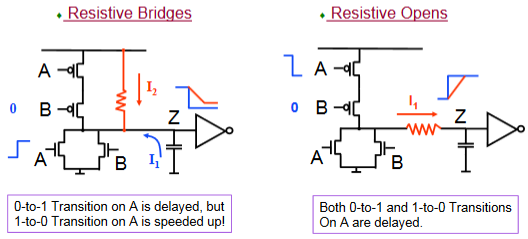 Resistive Bridges
Resistive Opens
A
I₂
0
B
Z
A
B
I₁
0-to-1 Transition on A is delayed, but
1-to-0 Transition on A is speeded up!
A
0
B
I₁
Z
A
B
Both 0-to-1 and 1-to-0 Transitions
On A are delayed.